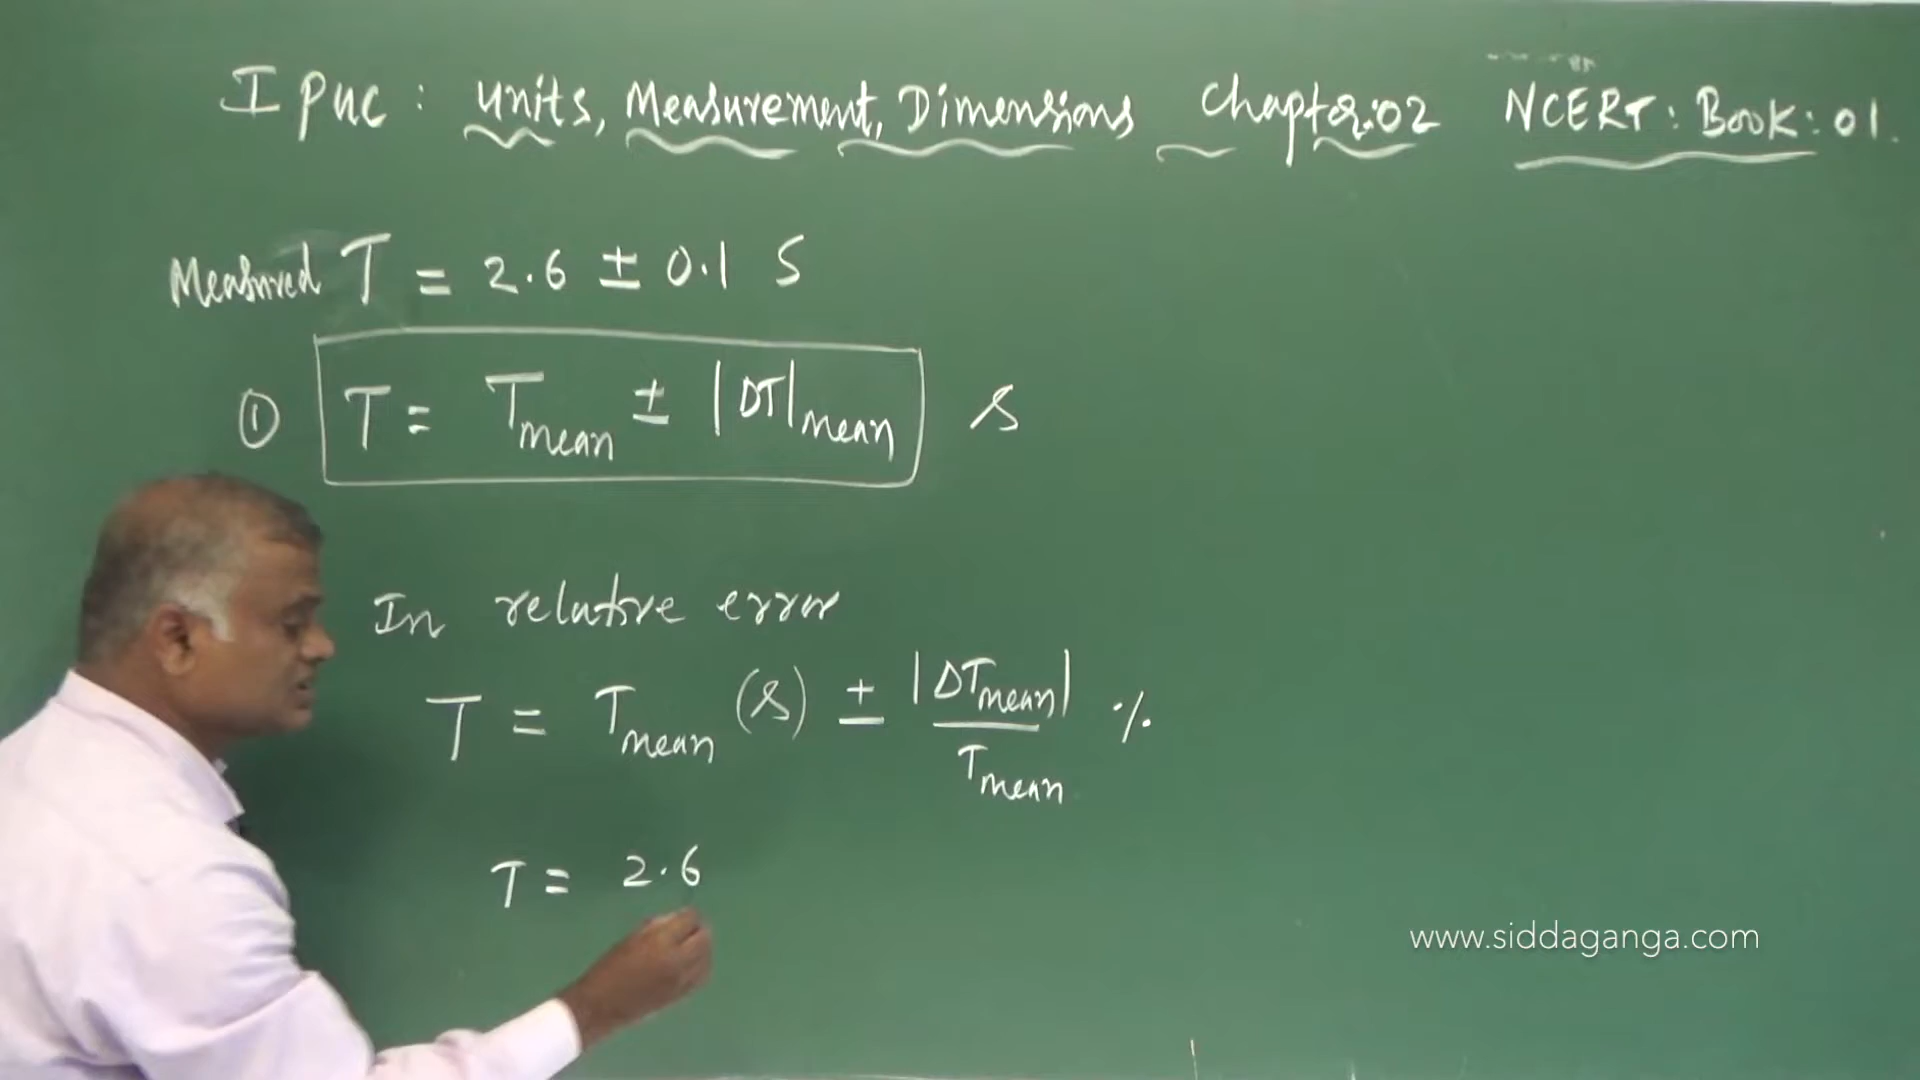 I PUC : Units, Measurement, Dimensions Chapter:02 NCERT : Book : 01.
Measured T = 2.6 ± 0.1 S
① T = Tmean ± |ΔT|mean s
In relative error
T = Tmean (s) ± |ΔTmean| / Tmean %
T = 2.6
www.siddaganga.com